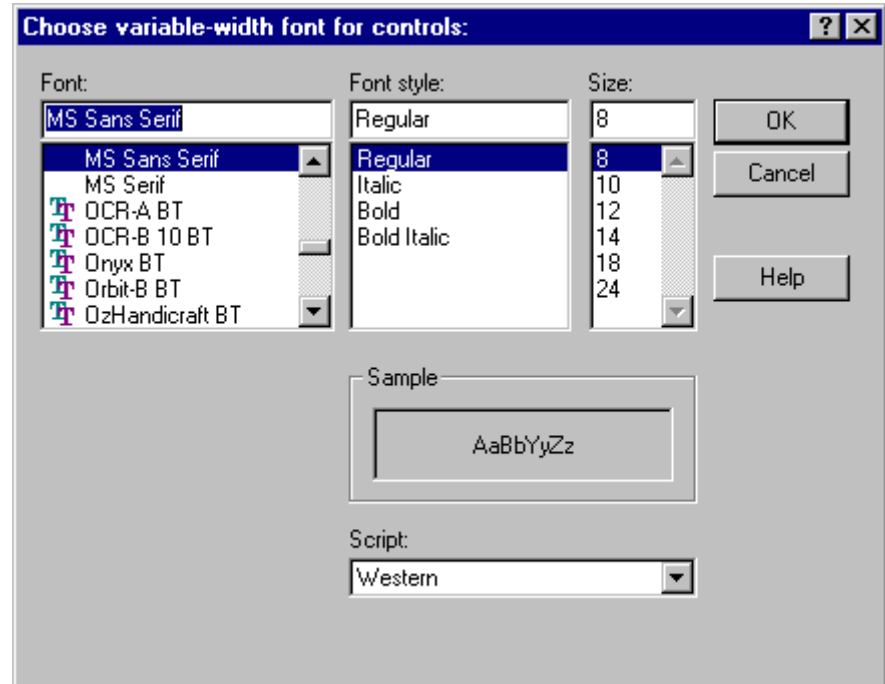 Choose variable-width font for controls:
Font:
MS Sans Serif
MS Sans Serif
MS Serif
OCR-A BT
OCR-B 10 BT
Onyx BT
Orbit-B BT
OzHandicraft BT
Font style:
Regular
Regular
Italic
Bold
Bold Italic
Size:
8
8
10
12
14
18
24
OK
Cancel
Help
Sample
AaBbYyZz
Script:
Western